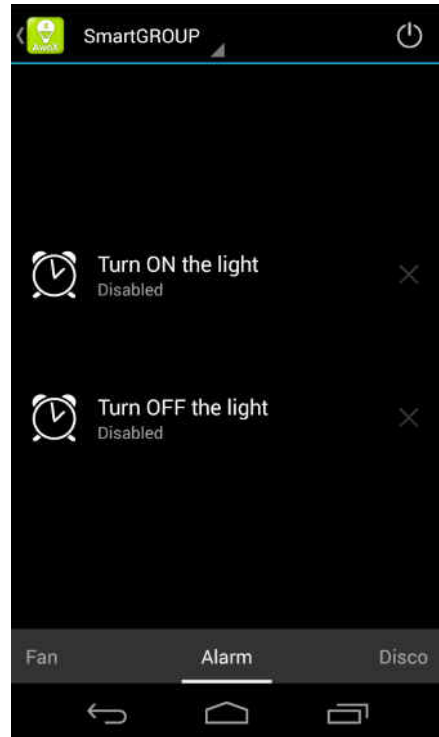 AwoX
SmartGROUP
Turn ON the light
Disabled
Turn OFF the light
Disabled
Fan
Alarm
Disco